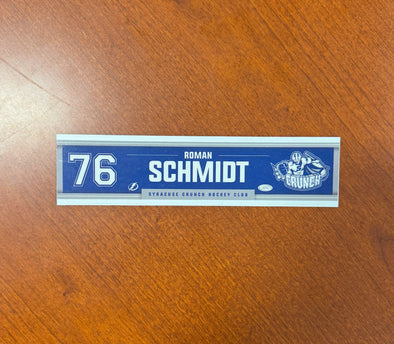 76
ROMAN
SCHMIDT
SYRACUSE CRUNCH HOCKEY CLUB
CRUNCH